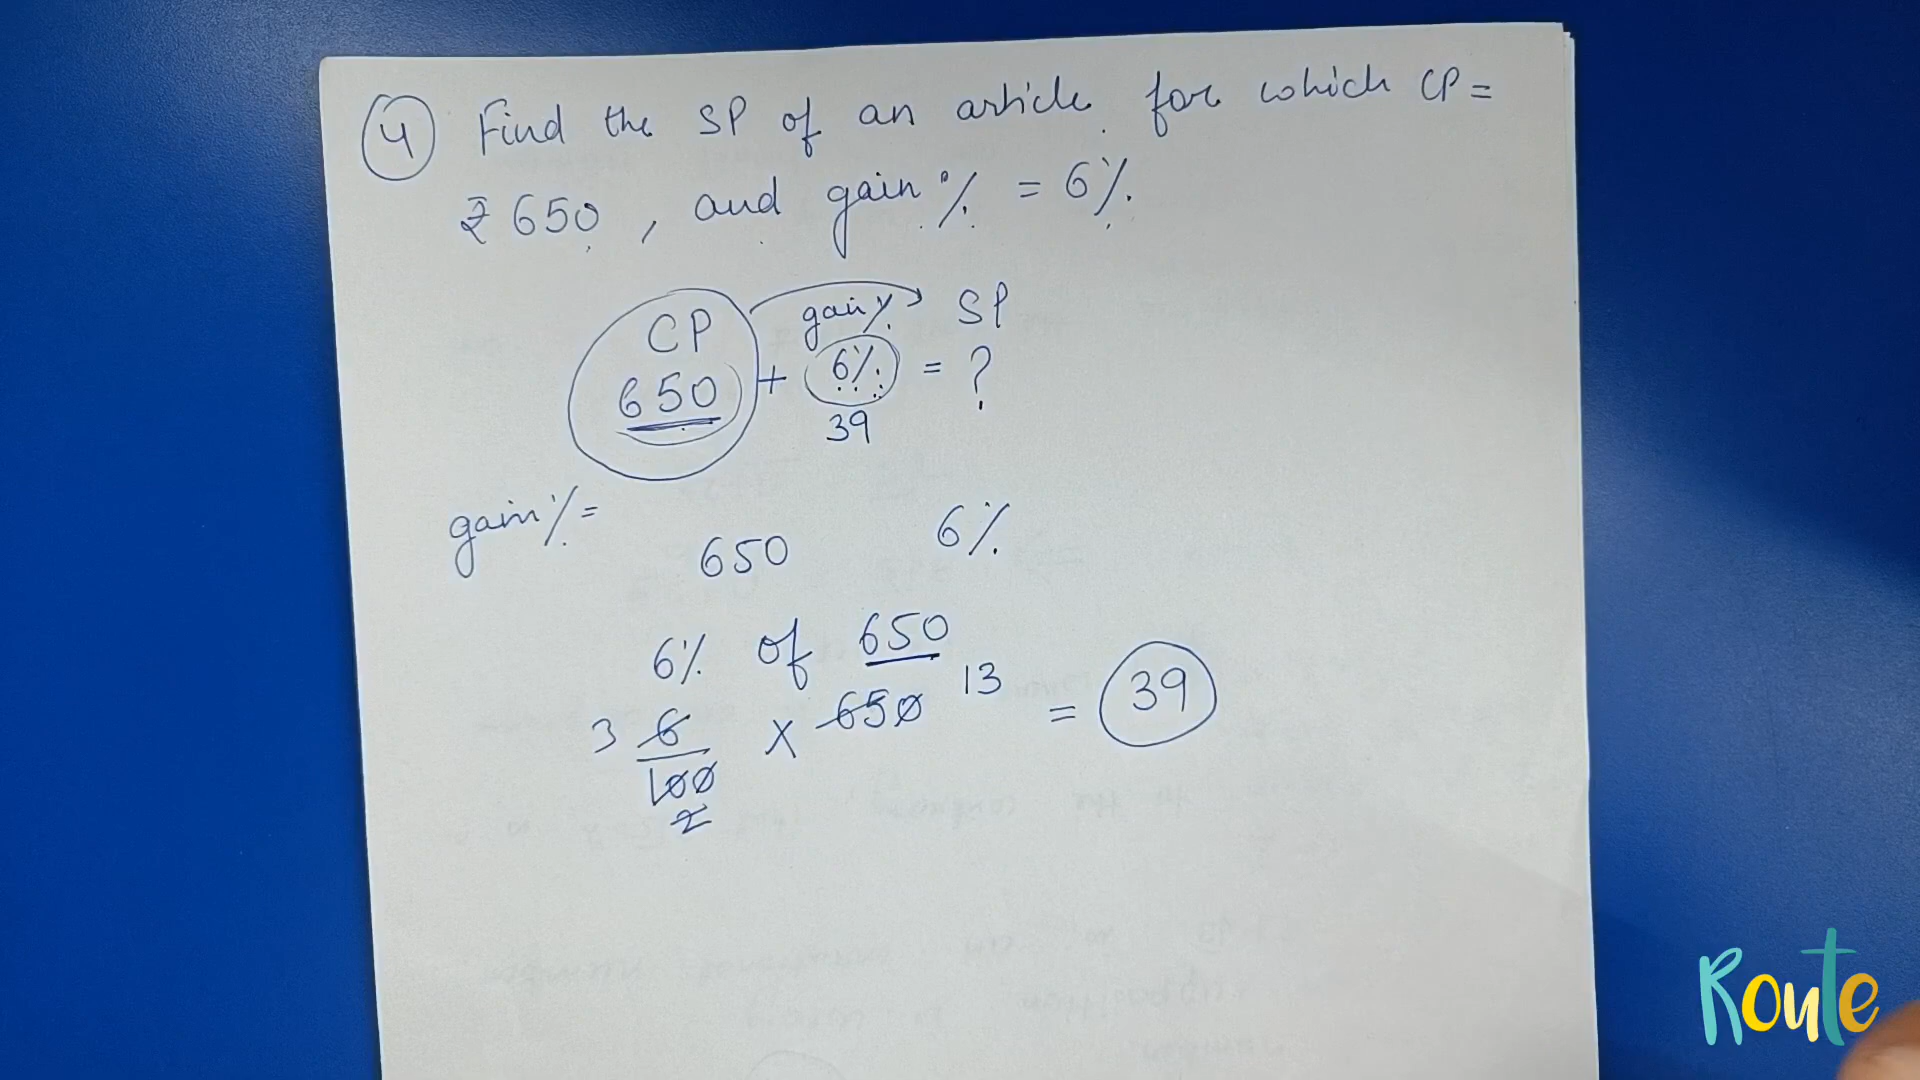 4 Find the SP of an article for which CP =
₹ 650, and gain % = 6%.
CP gain% SP
650 + 6% = ?
39
gain% =
650 6%
6% of 650
3 6/100 × 650 13 = 39
2
Route